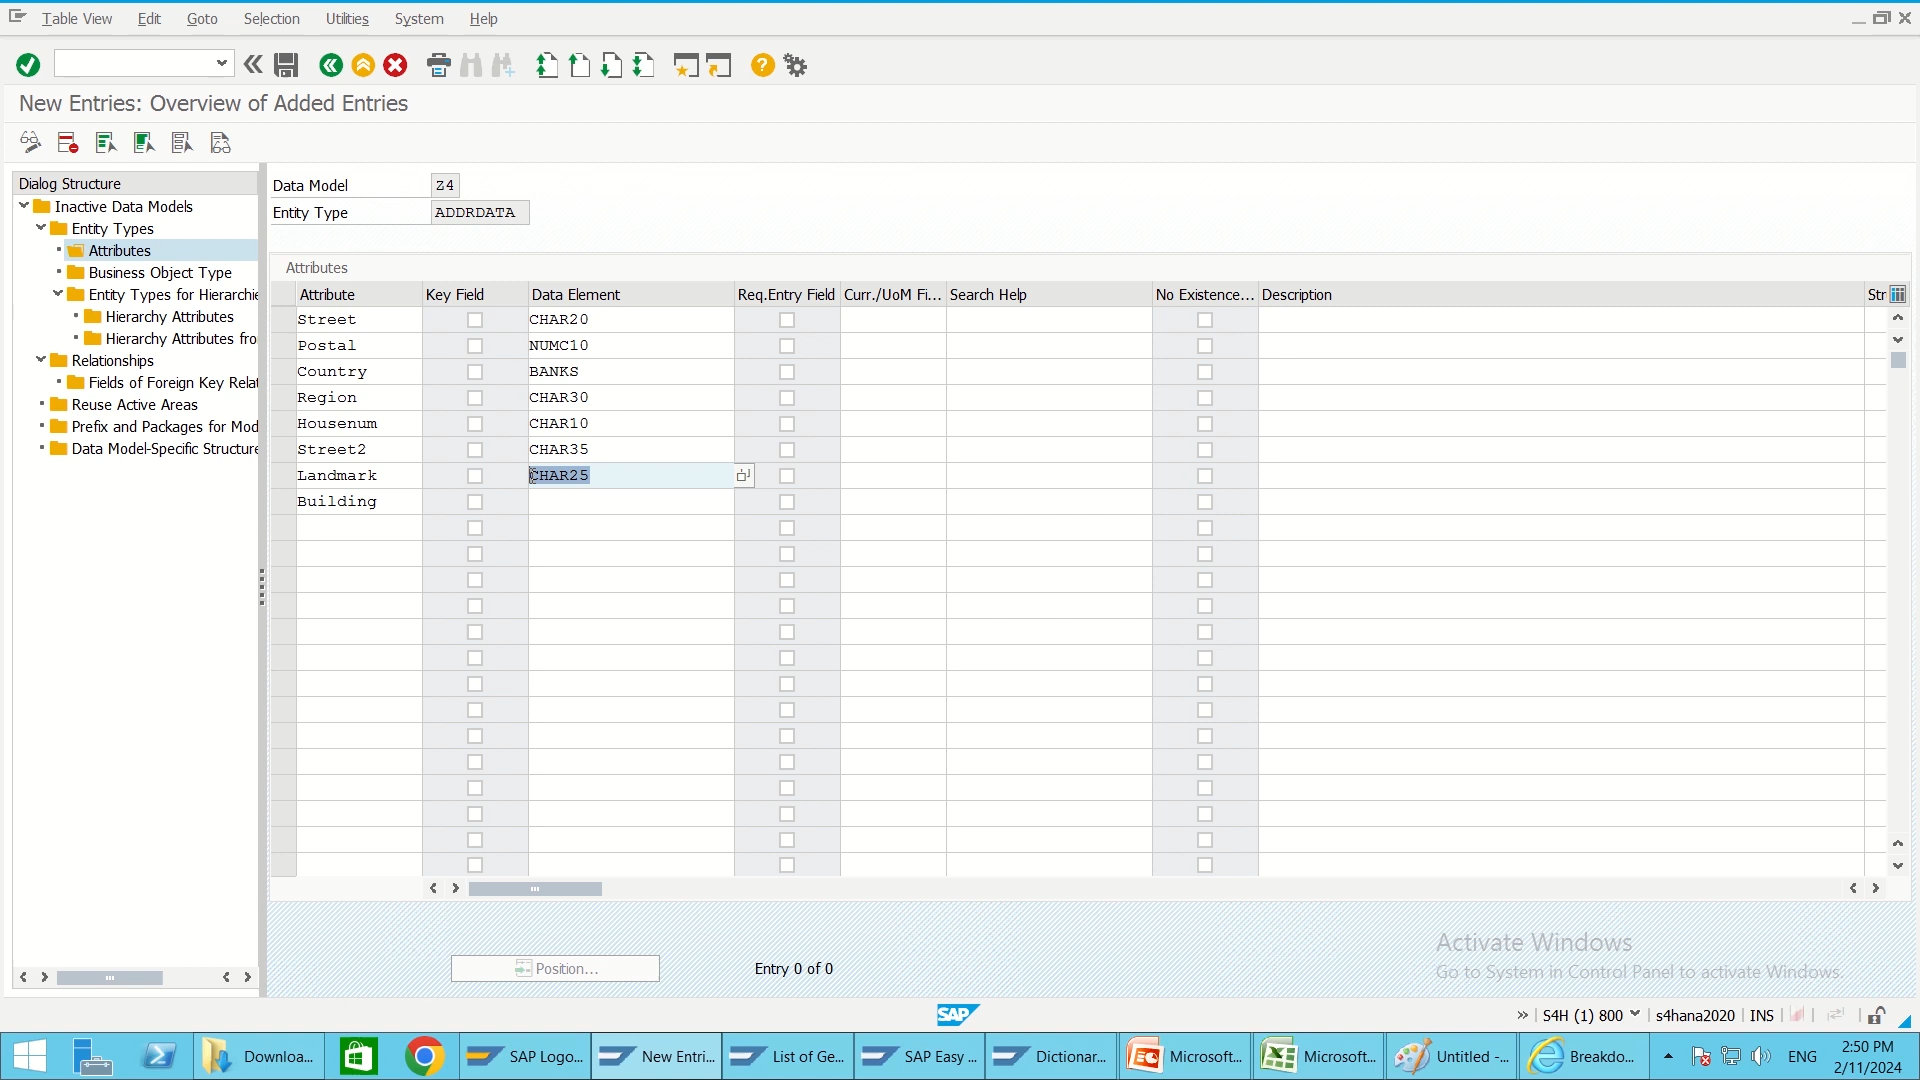 Table View Edit Goto Selection Utilities System Help
New Entries: Overview of Added Entries
Dialog Structure
Inactive Data Models
Entity Types
Attributes
Business Object Type
Entity Types for Hierarchie
Hierarchy Attributes
Hierarchy Attributes fro
Relationships
Fields of Foreign Key Relat
Reuse Active Areas
Prefix and Packages for Mod
Data Model-Specific Structure
Data Model Z4
Entity Type ADDRDATA
Attributes
Attribute Key Field Data Element Req.Entry Field Curr./UoM Fi... Search Help No Existence... Description Str
Street CHAR20
Postal NUMC10
Country BANKS
Region CHAR30
Housenum CHAR10
Street2 CHAR35
Landmark CHAR25
Building
Position... Entry 0 of 0
Activate Windows
Go to System in Control Panel to activate Windows.
SAP
S4H (1) 800 s4hana2020 INS
Downloa... SAP Logo... New Entri... List of Ge... SAP Easy ... Dictionar... Microsoft... Microsoft... Untitled -... Breakdo... ENG 2:50 PM
2/11/2024